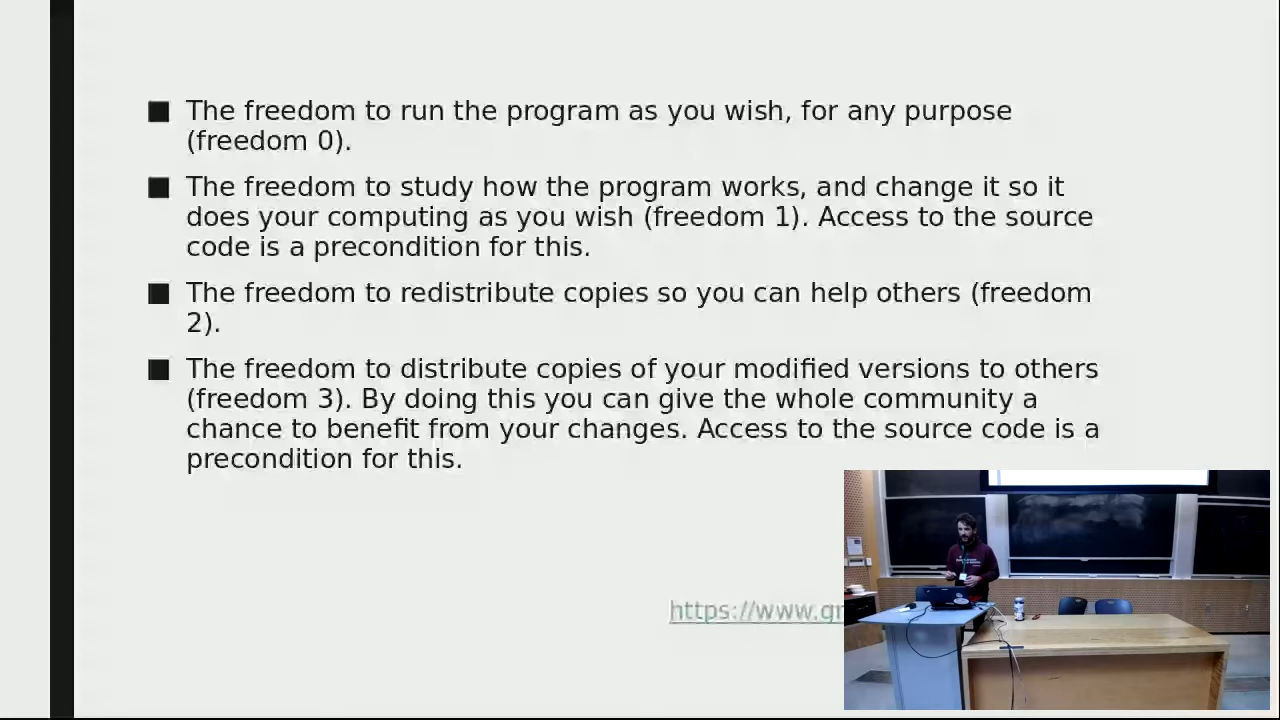 The freedom to run the program as you wish, for any purpose
(freedom 0).
The freedom to study how the program works, and change it so it
does your computing as you wish (freedom 1). Access to the source
code is a precondition for this.
The freedom to redistribute copies so you can help others (freedom
2).
The freedom to distribute copies of your modified versions to others
(freedom 3). By doing this you can give the whole community a
chance to benefit from your changes. Access to the source code is a
precondition for this.
https://www.gn